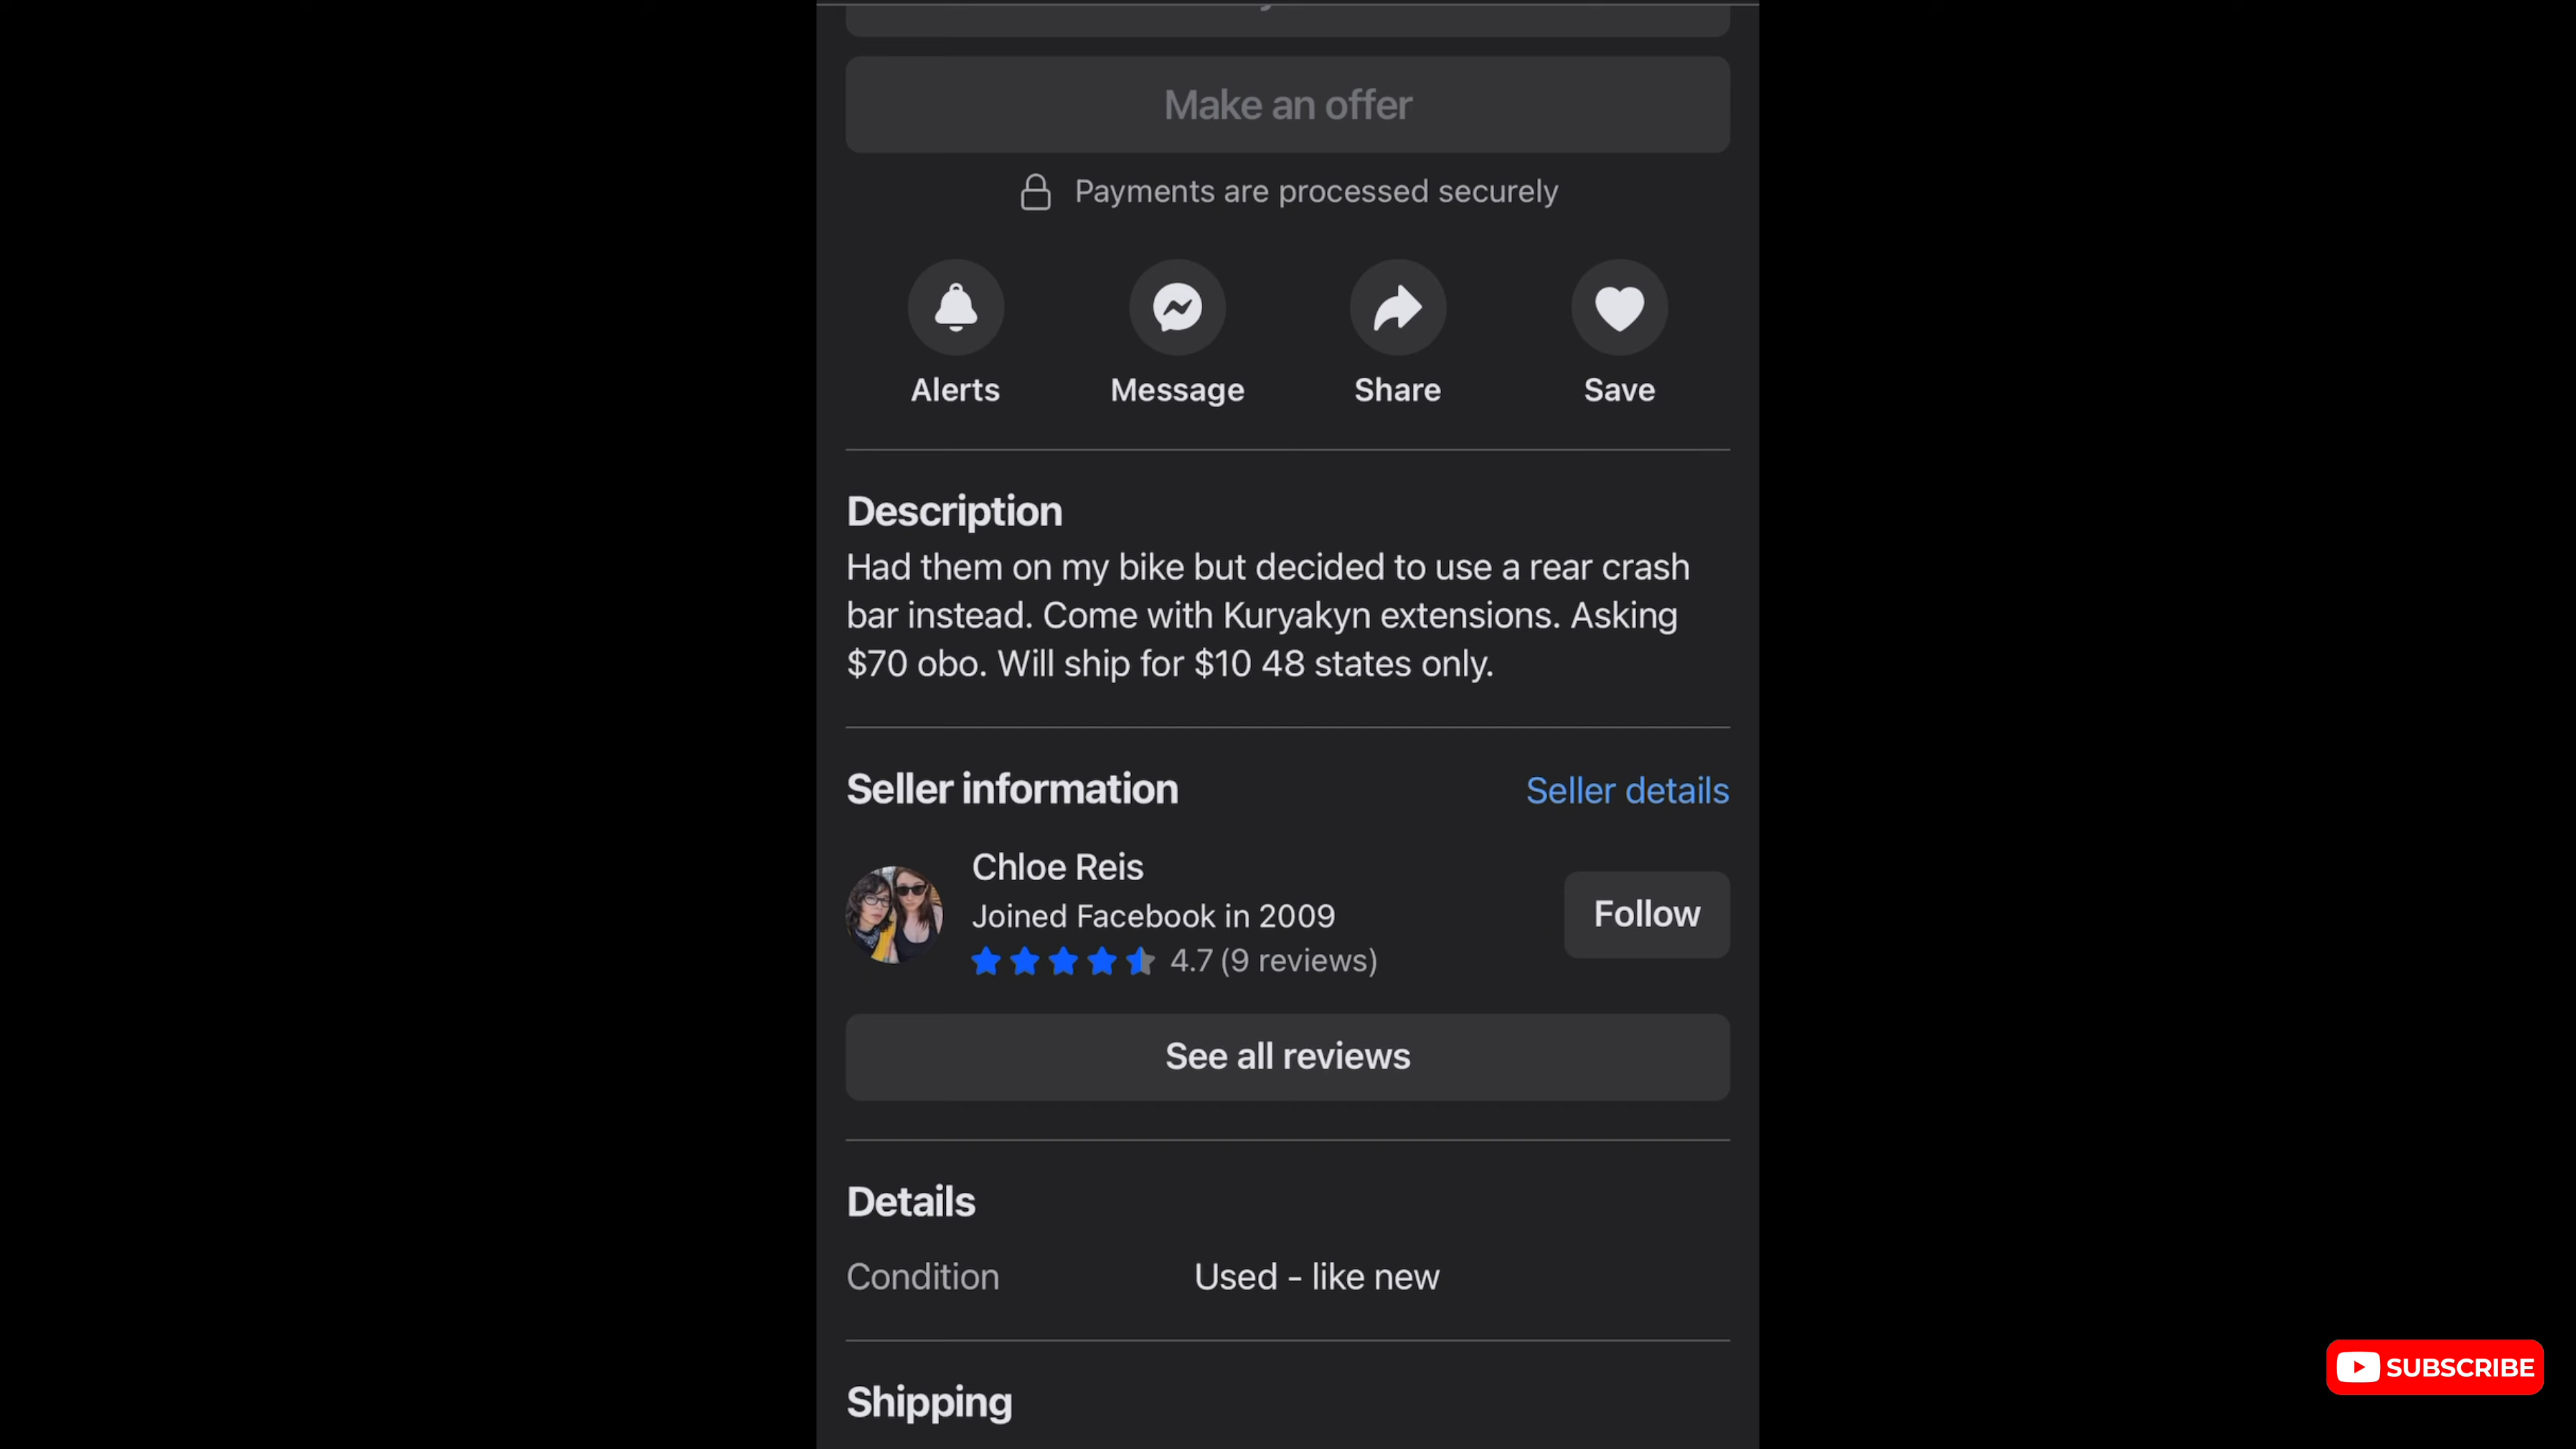 Make an offer
Payments are processed securely
Alerts
Message
Share
Save
Description
Had them on my bike but decided to use a rear crash
bar instead. Come with Kuryakyn extensions. Asking
$70 obo. Will ship for $10 48 states only.
Seller information
Seller details
Chloe Reis
Joined Facebook in 2009
4.7 (9 reviews)
Follow
See all reviews
Details
Condition
Used - like new
Shipping
SUBSCRIBE